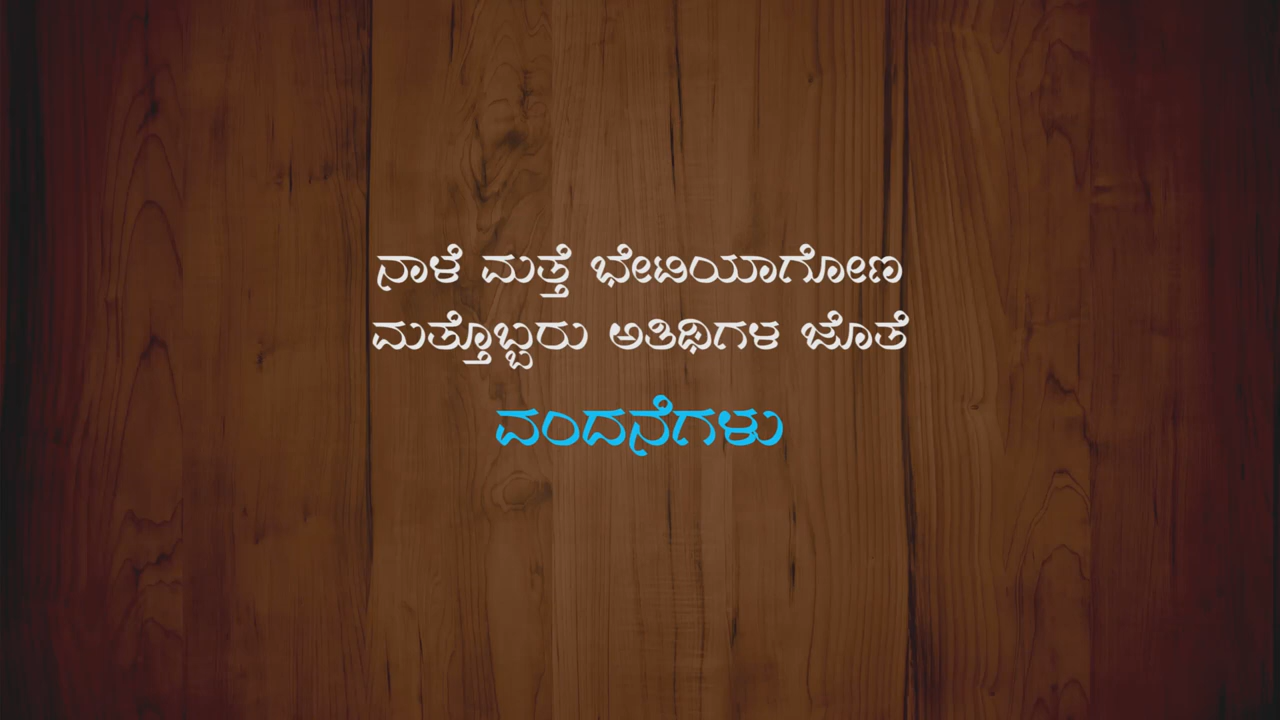 ನಾಳೆ ಮತ್ತೆ ಭೇಟಿಯಾಗೋಣ
ಮತ್ತೊಬ್ಬರು ಅತಿಥಿಗಳ ಜೊತೆ
ವಂದನೆಗಳು